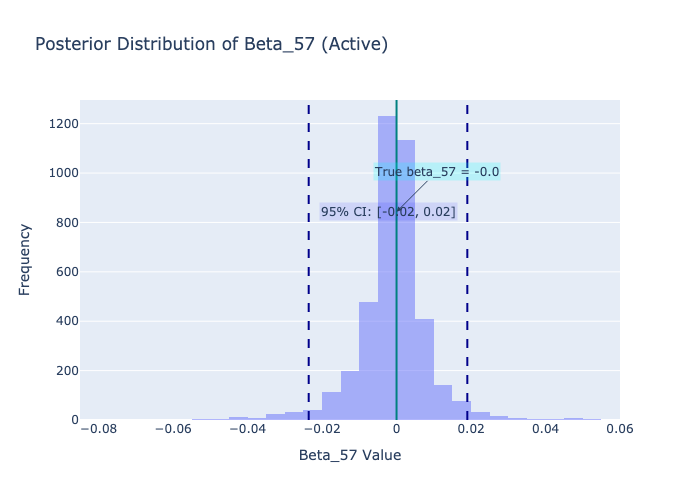 Posterior Distribution of Beta_57 (Active)
1200
1000
800
600
400
200
0
Frequency
True beta_57 = -0.0
95% CI: [-0.02, 0.02]
−0.08 −0.06 −0.04 −0.02 0 0.02 0.04 0.06
Beta_57 Value